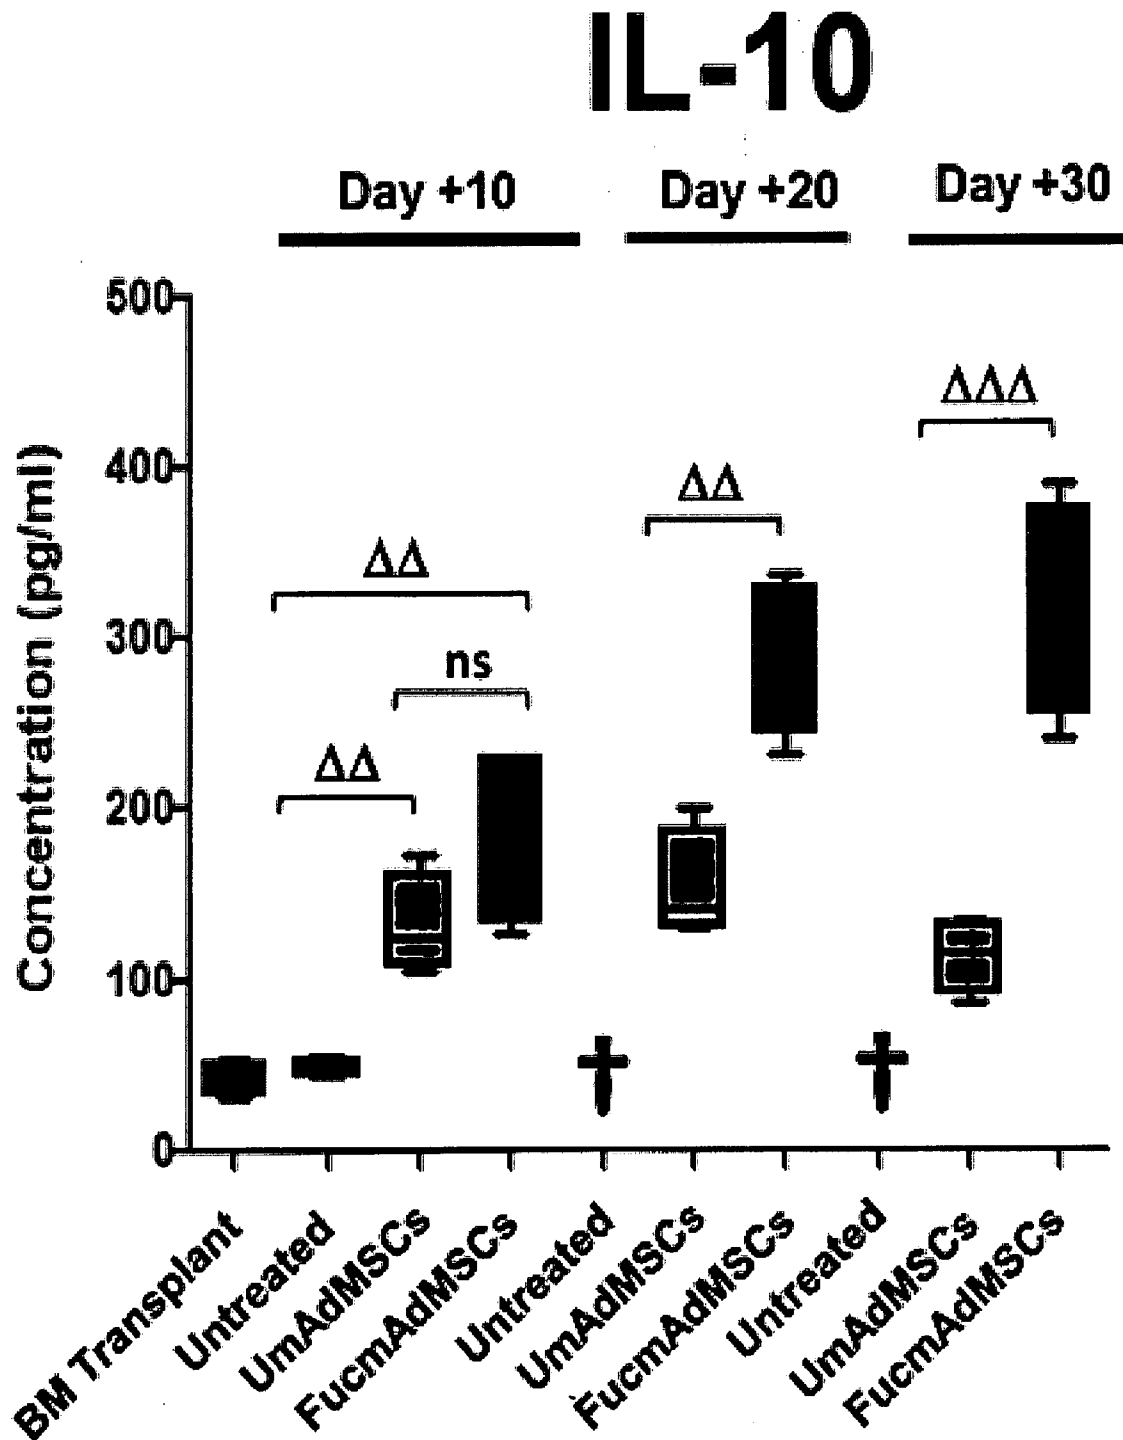 IL-10
Day +10
Day +20
Day +30
500
400
300
200
100
0
Concentration (pg/ml)
ΔΔ
ns
ΔΔ
ΔΔ
ΔΔΔ
BM Transplant
Untreated
UmAdMSCs
FucmAdMSCs
Untreated
UmAdMSCs
FucmAdMSCs
Untreated
UmAdMSCs
FucmAdMSCs